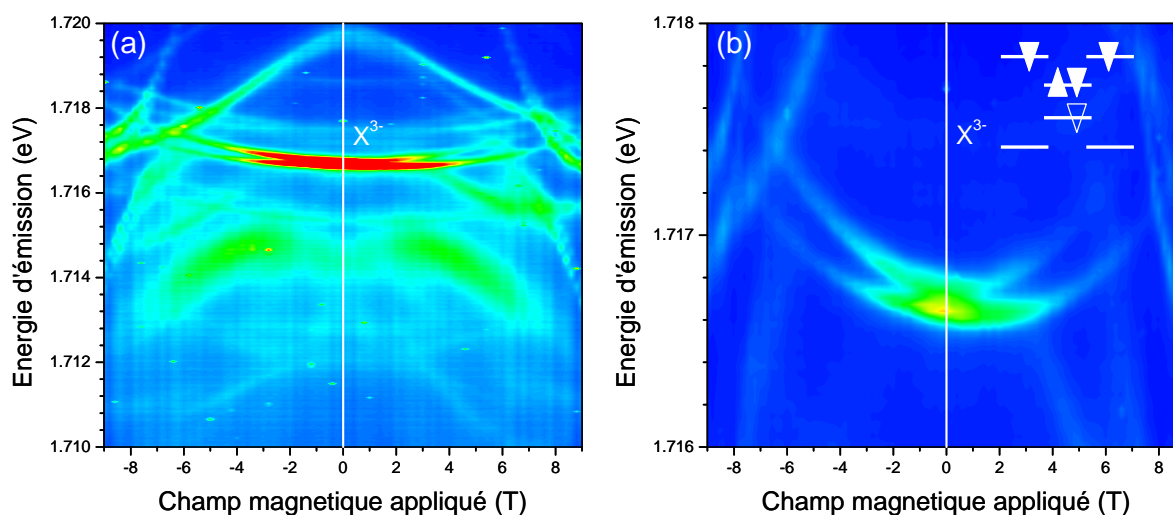 (a)
X3-
1.720
1.718
1.716
1.714
1.712
1.710
Energie d'émission (eV)
-8 -6 -4 -2 0 2 4 6 8
Champ magnetique appliqué (T)
(b)
X3-
1.718
1.717
1.716
Energie d'émission (eV)
-8 -6 -4 -2 0 2 4 6 8
Champ magnetique appliqué (T)